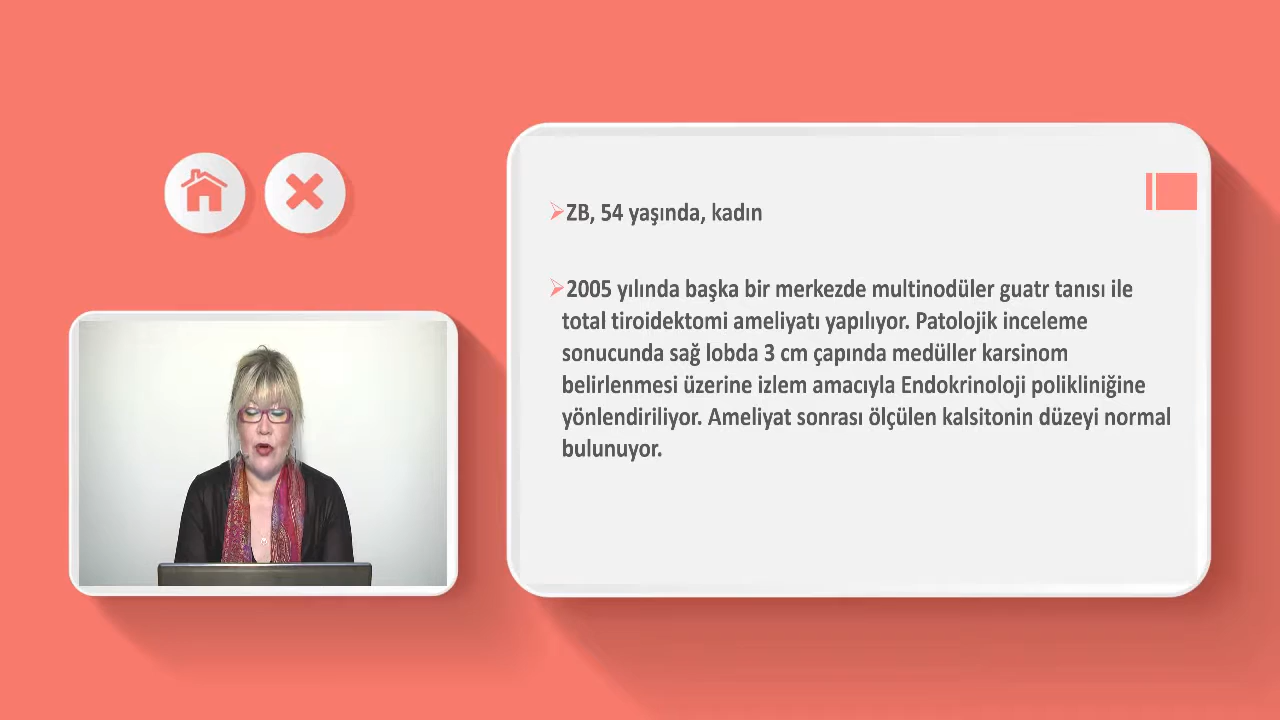 ZB, 54 yaşında, kadın
2005 yılında başka bir merkezde multinodüler guatr tanısı ile
total tiroidektomi ameliyatı yapılıyor. Patolojik inceleme
sonucunda sağ lobda 3 cm çapında medüller karsinom
belirlenmesi üzerine izlem amacıyla Endokrinoloji polikliniğine
yönlendiriliyor. Ameliyat sonrası ölçülen kalsitonin düzeyi normal
bulunuyor.